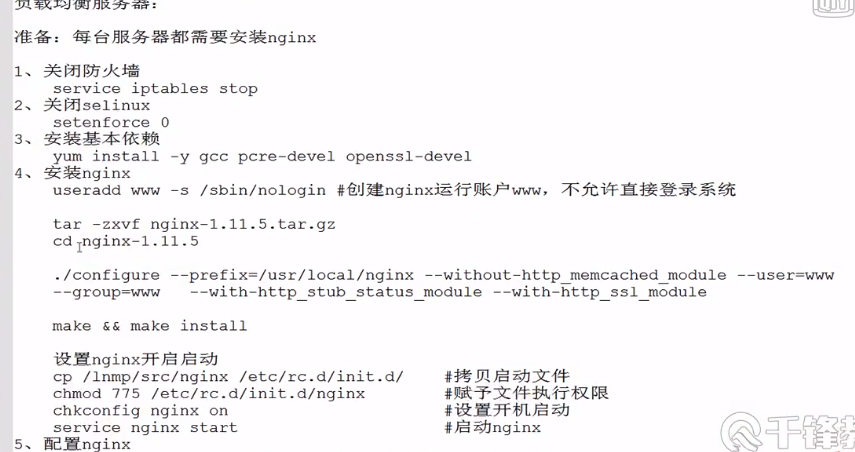 负载均衡服务器：
准备：每台服务器都需要安装nginx
1、关闭防火墙
service iptables stop
2、关闭selinux
setenforce 0
3、安装基本依赖
yum install -y gcc pcre-devel openssl-devel
4、安装nginx
useradd www -s /sbin/nologin #创建nginx运行账户www，不允许直接登录系统
tar -zxvf nginx-1.11.5.tar.gz
cd nginx-1.11.5
./configure --prefix=/usr/local/nginx --without-http_memcached_module --user=www
--group=www --with-http_stub_status_module --with-http_ssl_module
make && make install
设置nginx开启启动
cp /lnmp/src/nginx /etc/rc.d/init.d/ #拷贝启动文件
chmod 775 /etc/rc.d/init.d/nginx #赋予文件执行权限
chkconfig nginx on #设置开机启动
service nginx start #启动nginx
5、配置nginx
千锋教